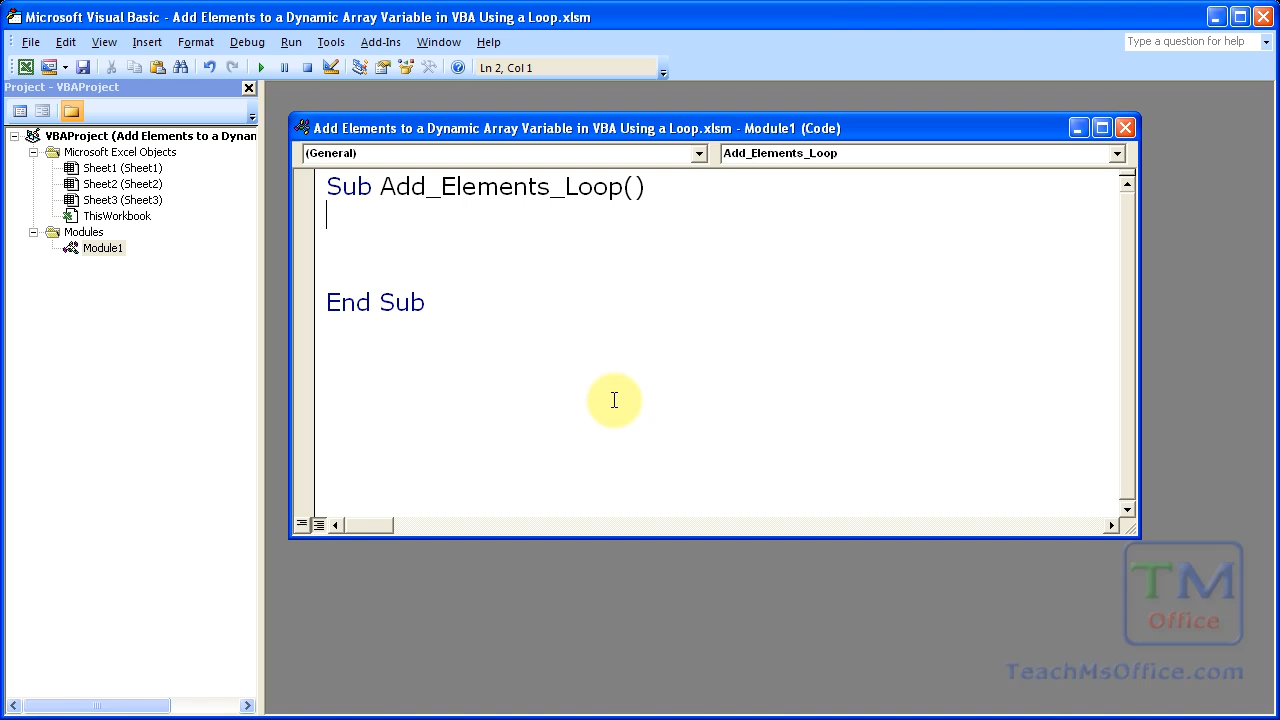 Microsoft Visual Basic - Add Elements to a Dynamic Array Variable in VBA Using a Loop.xlsm
File Edit View Insert Format Debug Run Tools Add-Ins Window Help
Type a question for help
Ln 2, Col 1
Project - VBAProject
VBAProject (Add Elements to a Dynan
Microsoft Excel Objects
Sheet1 (Sheet1)
Sheet2 (Sheet2)
Sheet3 (Sheet3)
ThisWorkbook
Modules
Module1
Add Elements to a Dynamic Array Variable in VBA Using a Loop.xlsm - Module1 (Code)
(General)
Add_Elements_Loop
Sub Add_Elements_Loop()
End Sub
TM
Office
TeachMsOffice.com